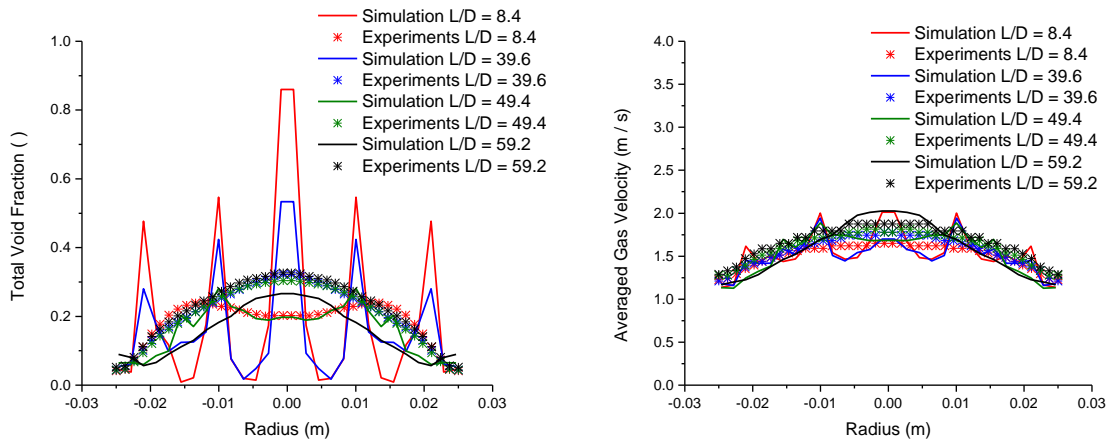 Simulation L/D = 8.4
Experiments L/D = 8.4
Simulation L/D = 39.6
Experiments L/D = 39.6
Simulation L/D = 49.4
Experiments L/D = 49.4
Simulation L/D = 59.2
Experiments L/D = 59.2
1.0
0.8
0.6
0.4
0.2
0.0
Total Void Fraction ( )
-0.03 -0.02 -0.01 0.00 0.01 0.02 0.03
Radius (m)
Simulation L/D = 8.4
Experiments L/D = 8.4
Simulation L/D = 39.6
Experiments L/D = 39.6
Simulation L/D = 49.4
Experiments L/D = 49.4
Simulation L/D = 59.2
Experiments L/D = 59.2
4.0
3.5
3.0
2.5
2.0
1.5
1.0
0.5
0.0
Averaged Gas Velocity (m / s)
-0.03 -0.02 -0.01 0.00 0.01 0.02 0.03
Radius (m)